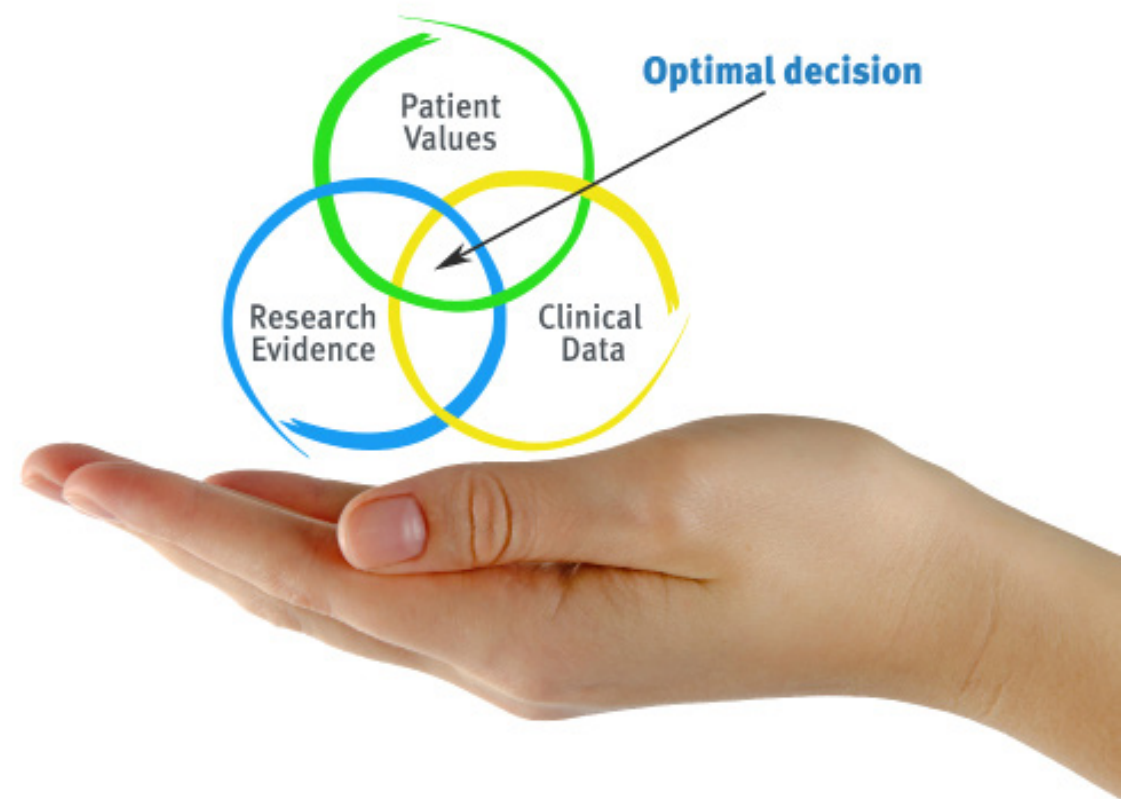 Optimal decision
Patient
Values
Research
Evidence
Clinical
Data